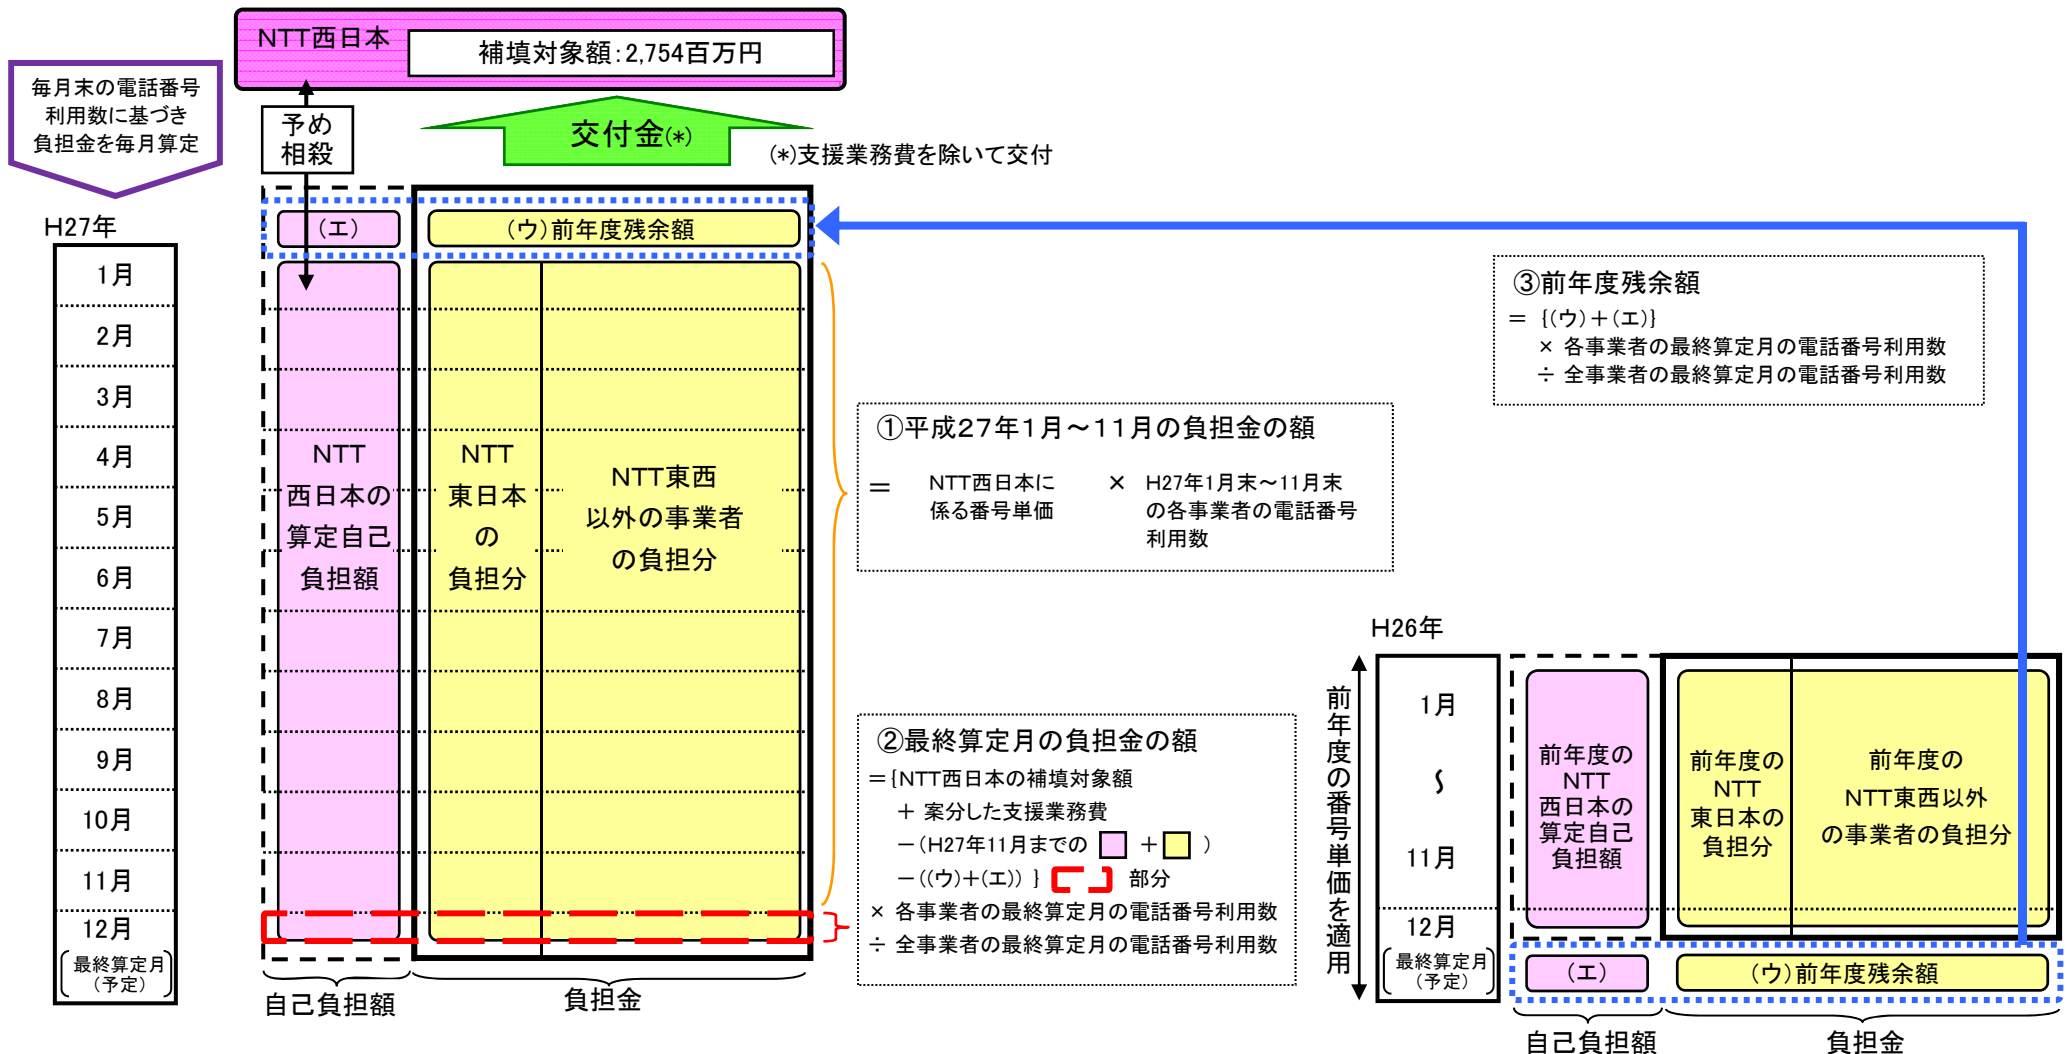 NTT西日本
補填対象額：2,754百万円
毎月末の電話番号
利用数に基づき
負担金を毎月算定
予め
相殺
交付金(*)
(*)支援業務費を除いて交付
H27年
1月
2月
3月
4月
5月
6月
7月
8月
9月
10月
11月
12月
最終算定月
(予定)
(エ)
(ウ)前年度残余額
NTT
西日本の
算定自己
負担額
NTT
東日本
の
負担分
NTT東西
以外の事業者
の負担分
自己負担額
負担金
①平成27年1月～11月の負担金の額
＝ NTT西日本に × H27年1月末～11月末
係る番号単価 の各事業者の電話番号
利用数
②最終算定月の負担金の額
＝{NTT西日本の補填対象額
＋ 案分した支援業務費
－(H27年11月までの ＋ )
－((ウ)+(エ)) } 部分
× 各事業者の最終算定月の電話番号利用数
÷ 全事業者の最終算定月の電話番号利用数
③前年度残余額
＝ {(ウ)＋(エ)}
× 各事業者の最終算定月の電話番号利用数
÷ 全事業者の最終算定月の電話番号利用数
H26年
前年度の番号単価を適用
1月
～
11月
12月
最終算定月
(予定)
前年度の
NTT
西日本の
算定自己
負担額
前年度の
NTT
東日本の
負担分
前年度の
NTT東西以外
の事業者の負担分
(エ)
(ウ)前年度残余額
自己負担額
負担金